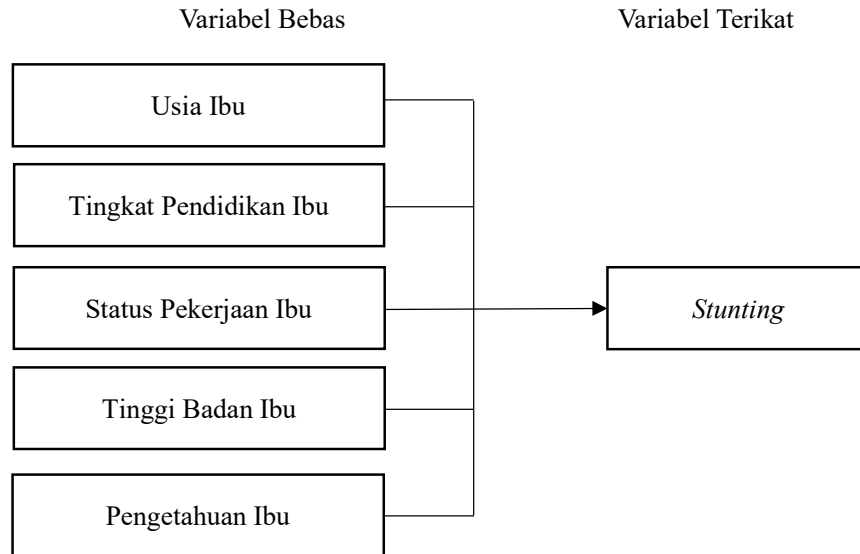 Variabel Bebas
Variabel Terikat
Usia Ibu
Tingkat Pendidikan Ibu
Status Pekerjaan Ibu
Stunting
Tinggi Badan Ibu
Pengetahuan Ibu